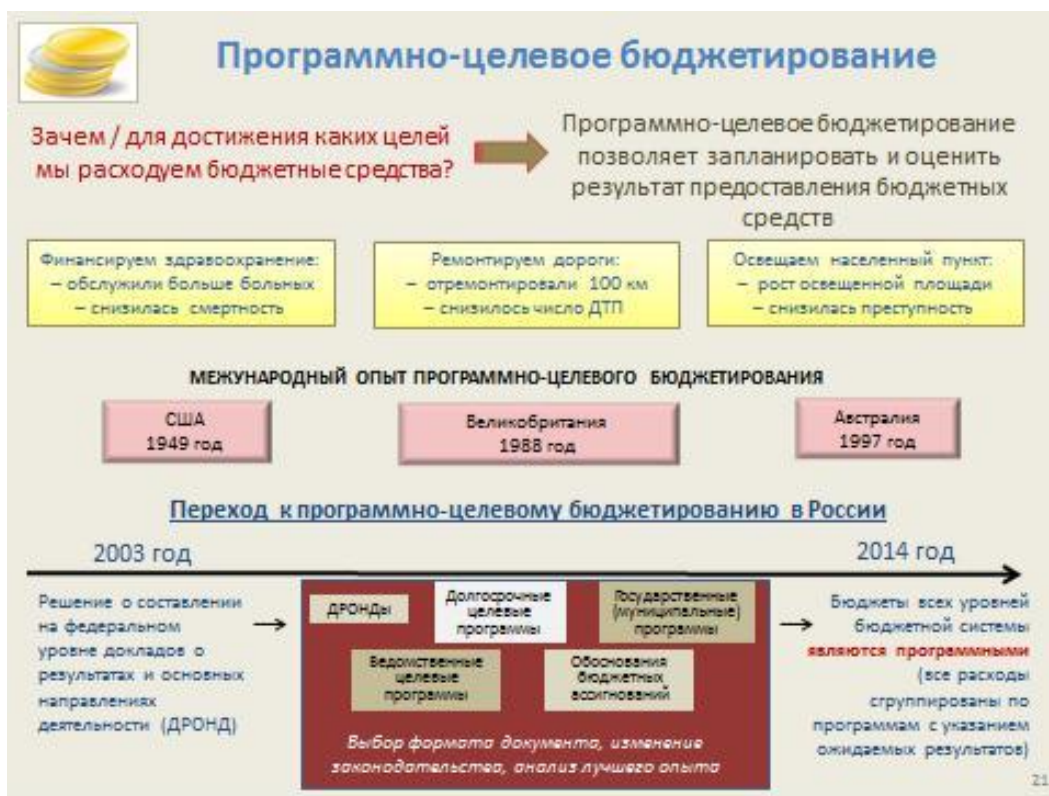 Программно-целевое бюджетирование
Зачем / для достижения каких целей
мы расходуем бюджетные средства?
Программно-целевое бюджетирование
позволяет запланировать и оценить
результат предоставления бюджетных
средств
Финансируем здравоохранение:
– обслужили больше больных
– снизилась смертность
Ремонтируем дороги:
– отремонтировали 100 км
– снизилось число ДТП
Освещаем населенный пункт:
– рост освещенной площади
– снизилась преступность
МЕЖУНАРОДНЫЙ ОПЫТ ПРОГРАММНО-ЦЕЛЕВОГО БЮДЖЕТИРОВАНИЯ
США
1949 год
Великобритания
1988 год
Австралия
1997 год
Переход к программно-целевому бюджетированию в России
2003 год
2014 год
Решение о составлении
на федеральном
уровне докладов о
результатах и основных
направлениях
деятельности (ДРОНД)
ДРОНДы
Долгосрочные
целевые
программы
Государственные
(муниципальные)
программы
Ведомственные
целевые
программы
Обоснования
бюджетных
ассигнований
Выбор формата документа, изменение
законодательства, анализ лучшего опыта
Бюджеты всех уровней
бюджетной системы
являются программными
(все расходы
сгруппированы по
программам с указанием
ожидаемых результатов)
21